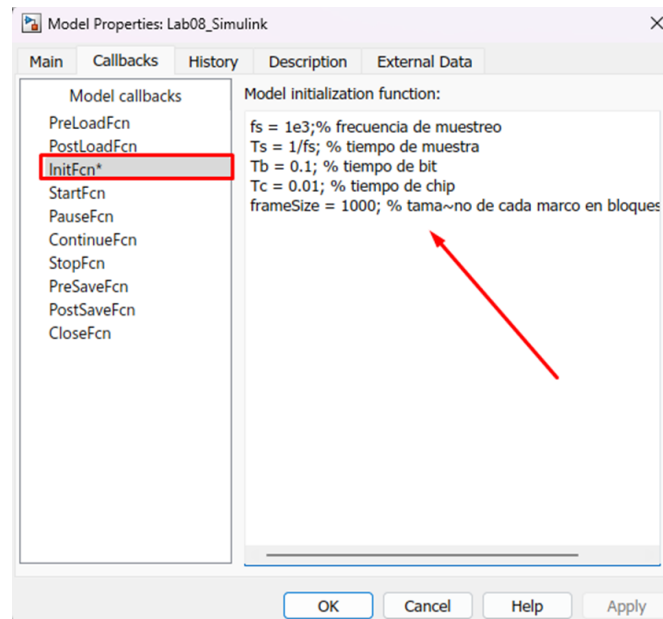 Model Properties: Lab08_Simulink
Main Callbacks History Description External Data
Model callbacks
PreLoadFcn
PostLoadFcn
InitFcn*
StartFcn
PauseFcn
ContinueFcn
StopFcn
PreSaveFcn
PostSaveFcn
CloseFcn
Model initialization function:
fs = 1e3;% frecuencia de muestreo
Ts = 1/fs; % tiempo de muestra
Tb = 0.1; % tiempo de bit
Tc = 0.01; % tiempo de chip
frameSize = 1000; % tama~no de cada marco en bloques
OK Cancel Help Apply